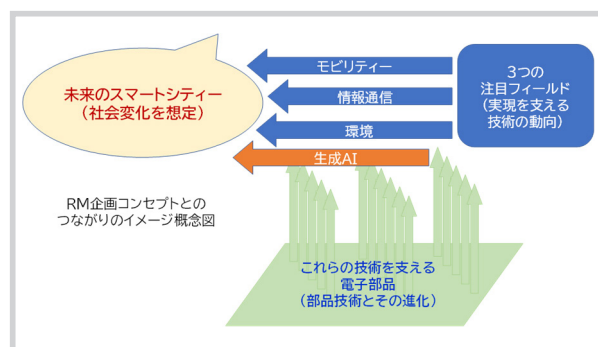 未来のスマートシティー
（社会変化を想定）
モビリティー
情報通信
環境
生成AI
3つの
注目フィールド
（実現を支える
技術の動向）
RM企画コンセプトとの
つながりのイメージ概念図
これらの技術を支える
電子部品
（部品技術とその進化）